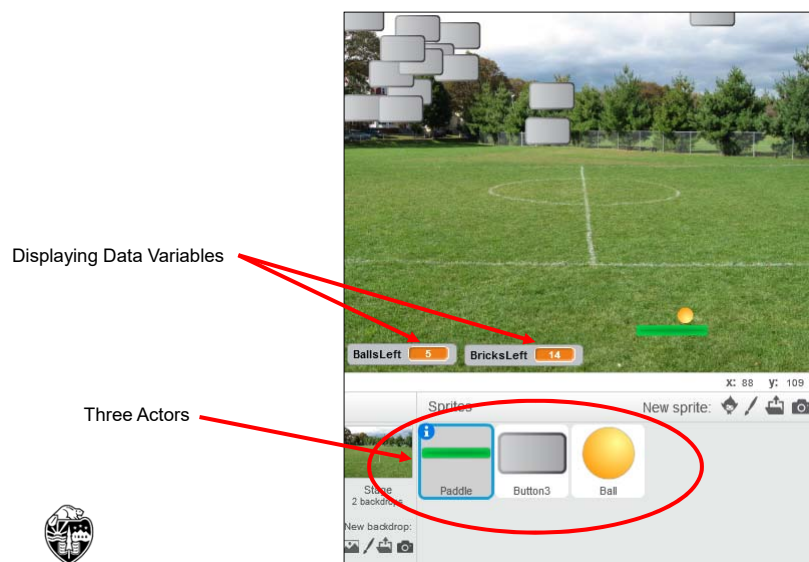 Displaying Data Variables
BallsLeft 5 BricksLeft 14
x: 88 y: 109
Three Actors
Sprites New sprite:
Paddle Button3 Ball
Stage
2 backdrops
New backdrop: